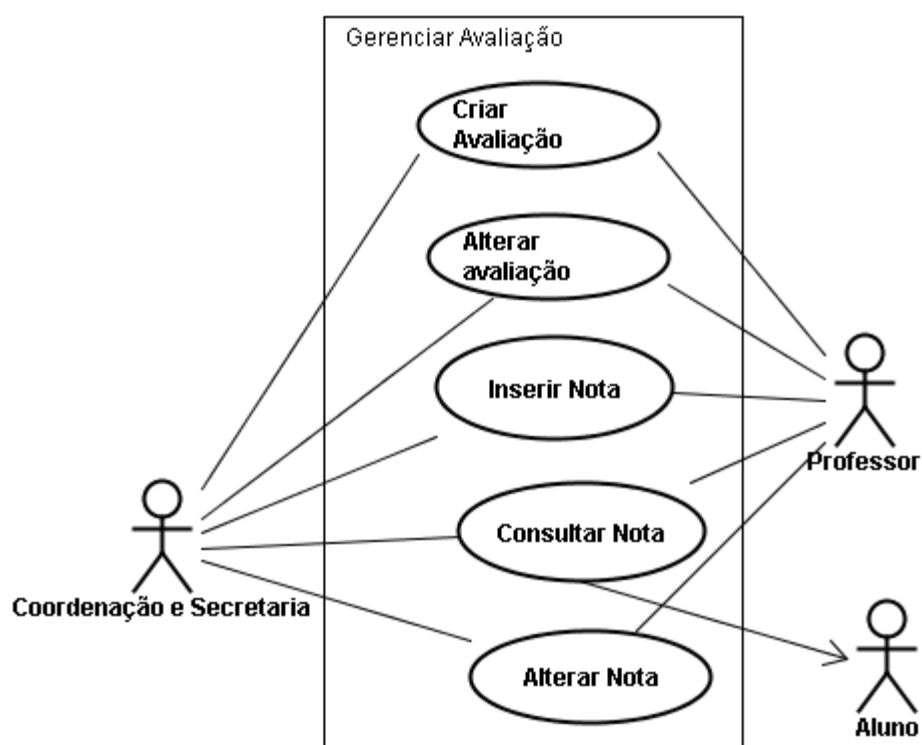 Gerenciar Avaliação
Criar
Avaliação
Alterar
avaliação
Inserir Nota
Professor
Consultar Nota
Coordenação e Secretaria
Alterar Nota
Aluno